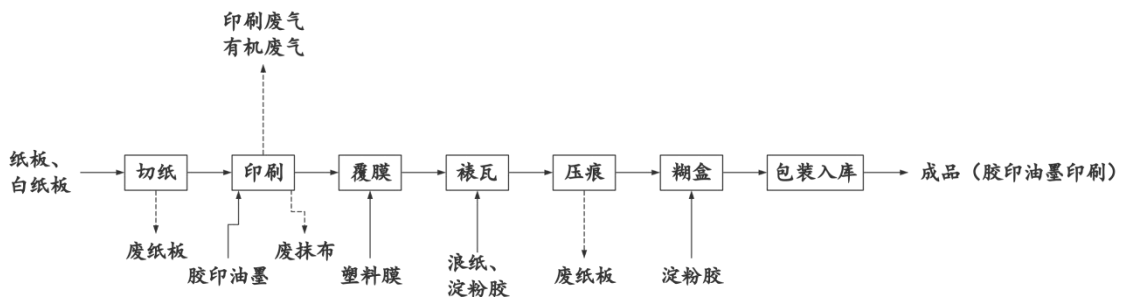 印刷废气
有机废气
纸板、
白纸板
切纸
印刷
覆膜
裱瓦
压痕
糊盒
包装入库
成品（胶印油墨印刷）
废纸板
胶印油墨
废抹布
塑料膜
浪纸、
淀粉胶
废纸板
淀粉胶